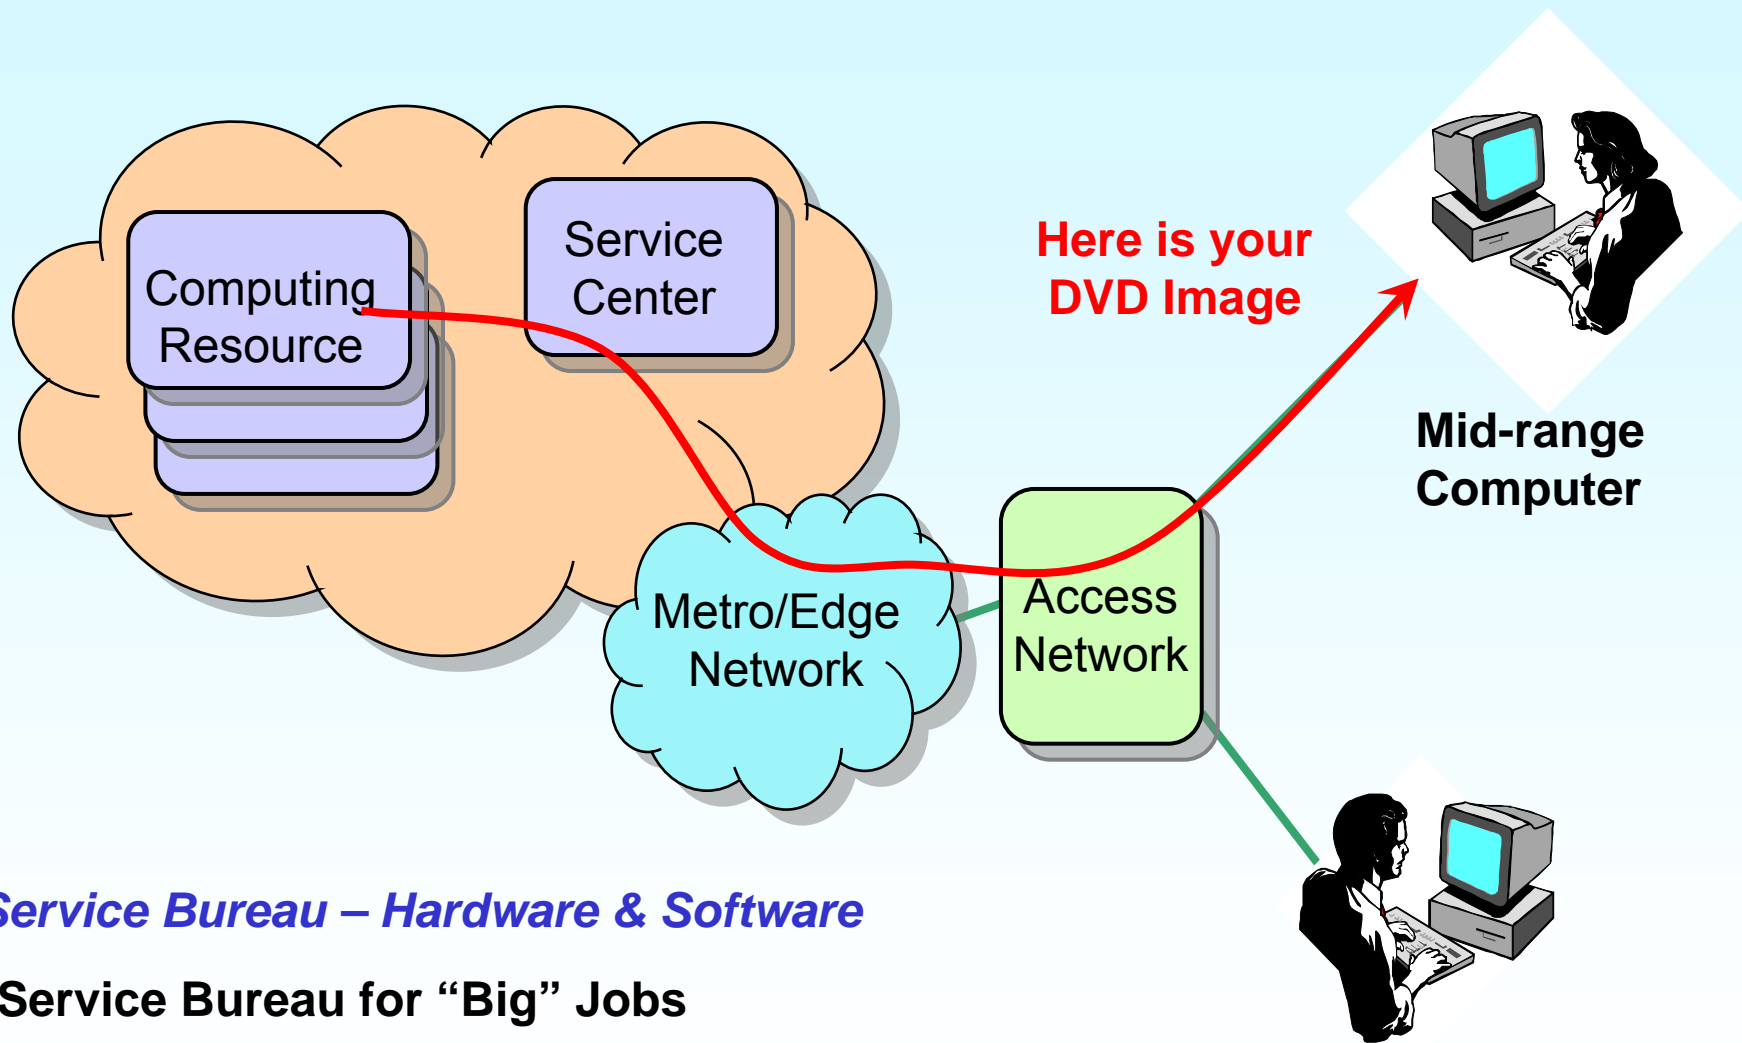 Service
Center
Computing
Resource
Here is your
DVD Image
Mid-range
Computer
Metro/Edge
Network
Access
Network
Service Bureau – Hardware & Software
Service Bureau for “Big” Jobs